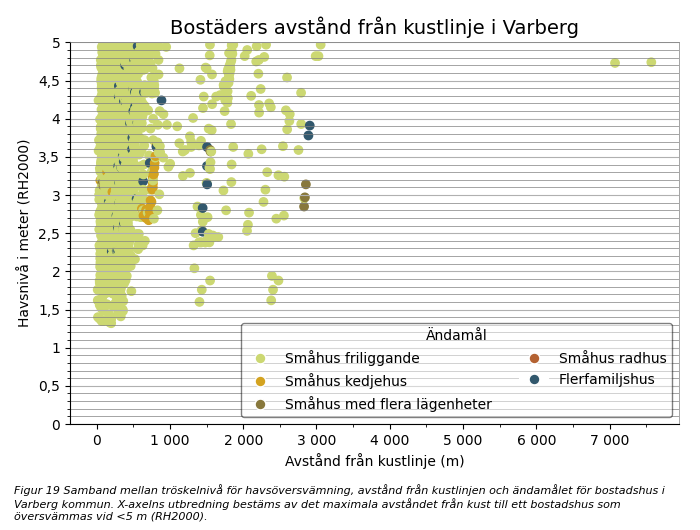 Bostäders avstånd från kustlinje i Varberg
Havsnivå i meter (RH2000)
5
4,5
4
3,5
3
2,5
2
1,5
1
0,5
0
Ändamål
Småhus friliggande
Småhus kedjehus
Småhus med flera lägenheter
Småhus radhus
Flerfamiljshus
0 1 000 2 000 3 000 4 000 5 000 6 000 7 000
Avstånd från kustlinje (m)
Figur 19 Samband mellan tröskelnivå för havsöversvämning, avstånd från kustlinjen och ändamålet för bostadshus i
Varberg kommun. X-axelns utbredning bestäms av det maximala avståndet från kust till ett bostadshus som
översvämmas vid <5 m (RH2000).